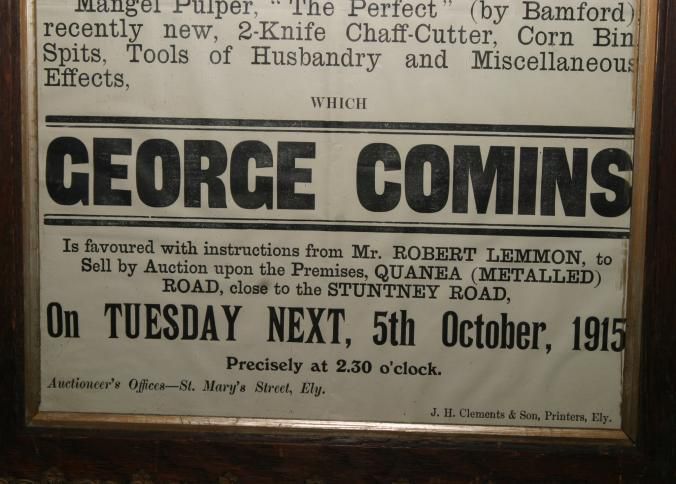 Mangel Pulper, "The Perfect" (by Bamford)
recently new, 2-Knife Chaff-Cutter, Corn Bin
Spits, Tools of Husbandry and Miscellaneous
Effects,
WHICH
GEORGE COMINS
Is favoured with instructions from Mr. ROBERT LEMMON, to
Sell by Auction upon the Premises, QUANEA (METALLED)
ROAD, close to the STUNTNEY ROAD,
On TUESDAY NEXT, 5th October, 1915
Precisely at 2.30 o'clock.
Auctioneer's Offices—St. Mary's Street, Ely.
J. H. Clements & Son, Printers, Ely.